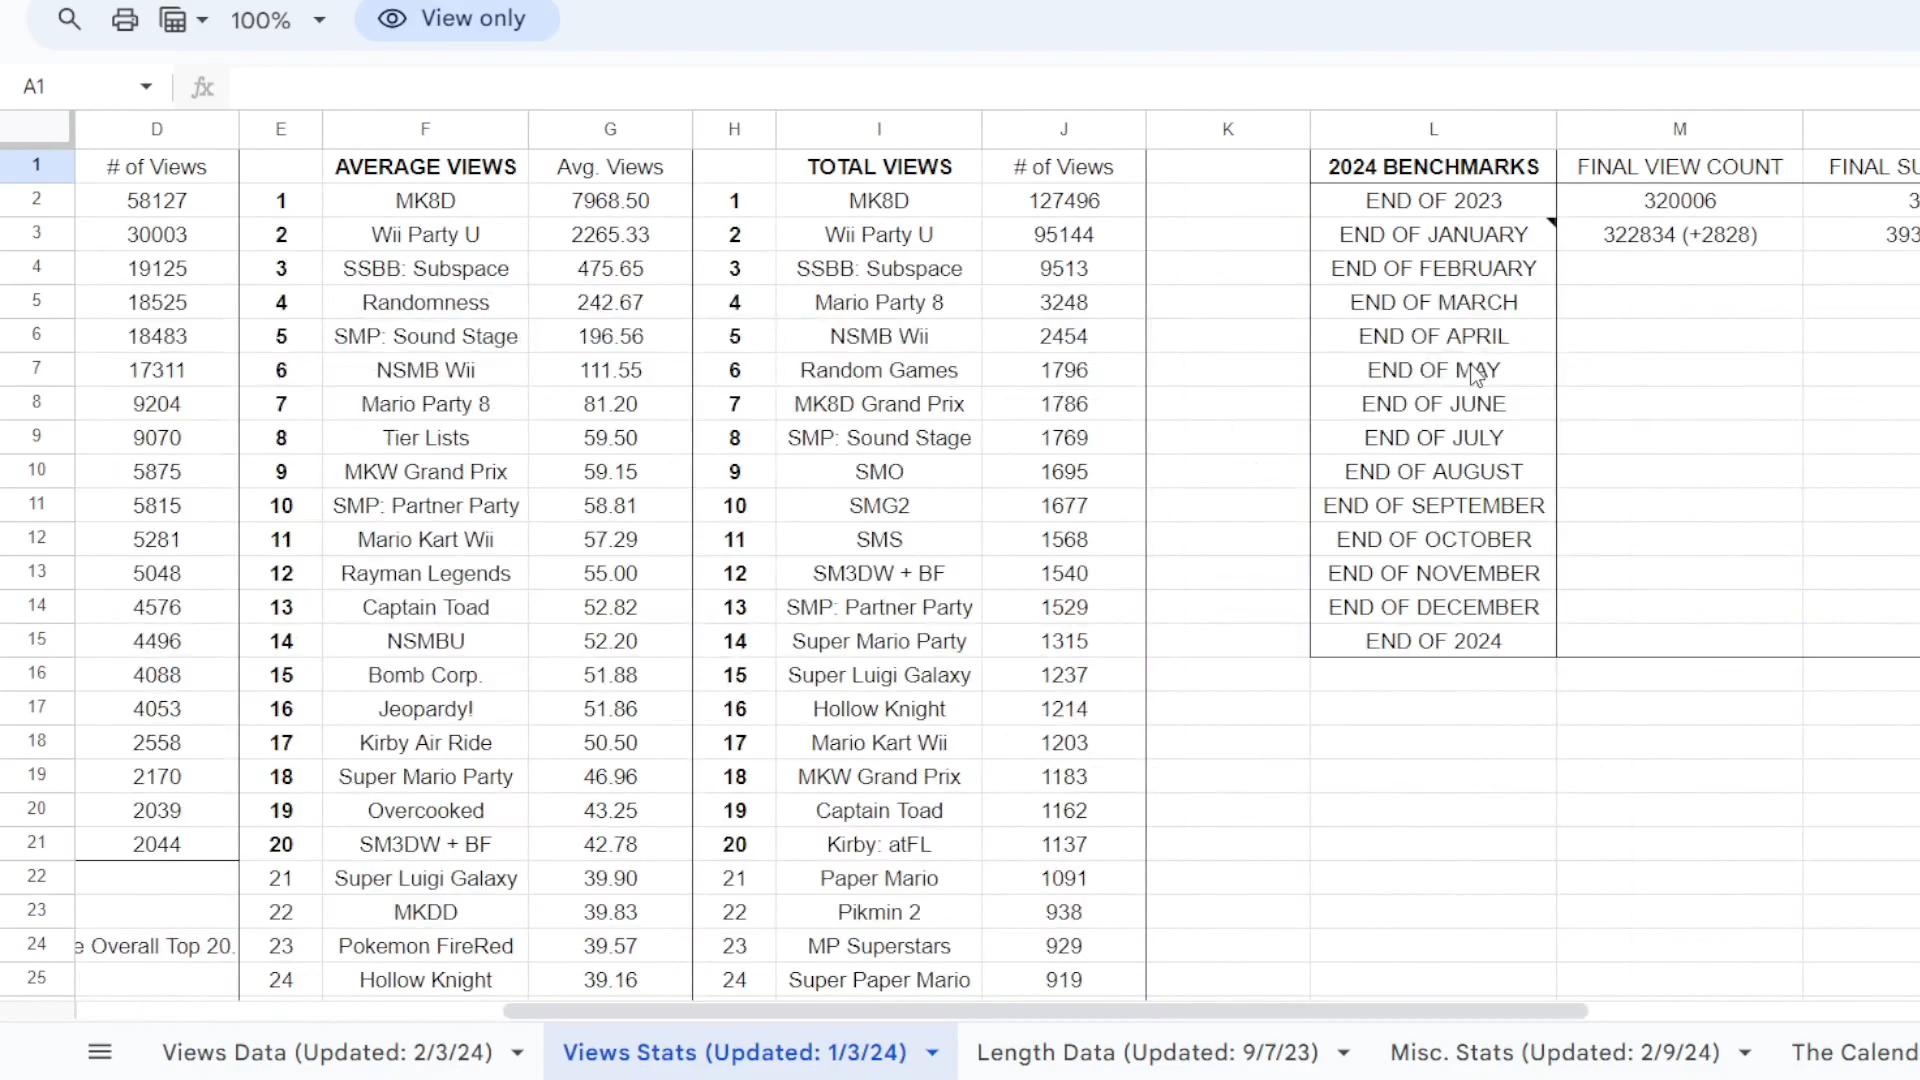 100% View only
A1 fx
D E F G H I J K L M
1 # of Views AVERAGE VIEWS Avg. Views TOTAL VIEWS # of Views 2024 BENCHMARKS FINAL VIEW COUNT FINAL SU
2 58127 1 MK8D 7968.50 1 MK8D 127496 END OF 2023 320006 3
3 30003 2 Wii Party U 2265.33 2 Wii Party U 95144 END OF JANUARY 322834 (+2828) 393
4 19125 3 SSBB: Subspace 475.65 3 SSBB: Subspace 9513 END OF FEBRUARY
5 18525 4 Randomness 242.67 4 Mario Party 8 3248 END OF MARCH
6 18483 5 SMP: Sound Stage 196.56 5 NSMB Wii 2454 END OF APRIL
7 17311 6 NSMB Wii 111.55 6 Random Games 1796 END OF MAY
8 9204 7 Mario Party 8 81.20 7 MK8D Grand Prix 1786 END OF JUNE
9 9070 8 Tier Lists 59.50 8 SMP: Sound Stage 1769 END OF JULY
10 5875 9 MKW Grand Prix 59.15 9 SMO 1695 END OF AUGUST
11 5815 10 SMP: Partner Party 58.81 10 SMG2 1677 END OF SEPTEMBER
12 5281 11 Mario Kart Wii 57.29 11 SMS 1568 END OF OCTOBER
13 5048 12 Rayman Legends 55.00 12 SM3DW + BF 1540 END OF NOVEMBER
14 4576 13 Captain Toad 52.82 13 SMP: Partner Party 1529 END OF DECEMBER
15 4496 14 NSMBU 52.20 14 Super Mario Party 1315 END OF 2024
16 4088 15 Bomb Corp. 51.88 15 Super Luigi Galaxy 1237
17 4053 16 Jeopardy! 51.86 16 Hollow Knight 1214
18 2558 17 Kirby Air Ride 50.50 17 Mario Kart Wii 1203
19 2170 18 Super Mario Party 46.96 18 MKW Grand Prix 1183
20 2039 19 Overcooked 43.25 19 Captain Toad 1162
21 2044 20 SM3DW + BF 42.78 20 Kirby: atFL 1137
22 21 Super Luigi Galaxy 39.90 21 Paper Mario 1091
23 22 MKDD 39.83 22 Pikmin 2 938
24 e Overall Top 20. 23 Pokemon FireRed 39.57 23 MP Superstars 929
25 24 Hollow Knight 39.16 24 Super Paper Mario 919
Views Data (Updated: 2/3/24) Views Stats (Updated: 1/3/24) Length Data (Updated: 9/7/23) Misc. Stats (Updated: 2/9/24) The Calend